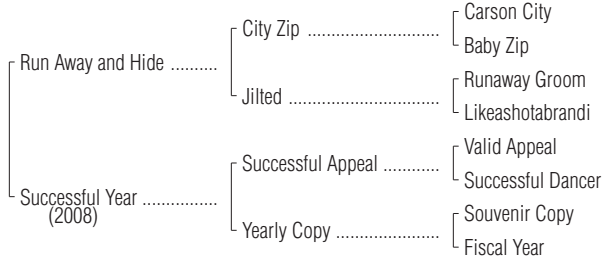 Carson City
City Zip ........................................
Baby Zip
Run Away and Hide ..........
Runaway Groom
Jilted ..............................................
Likeashotabrandi
Valid Appeal
Successful Appeal ............
Successful Dancer
Successful Year ................
(2008)
Souvenir Copy
Yearly Copy ................................
Fiscal Year